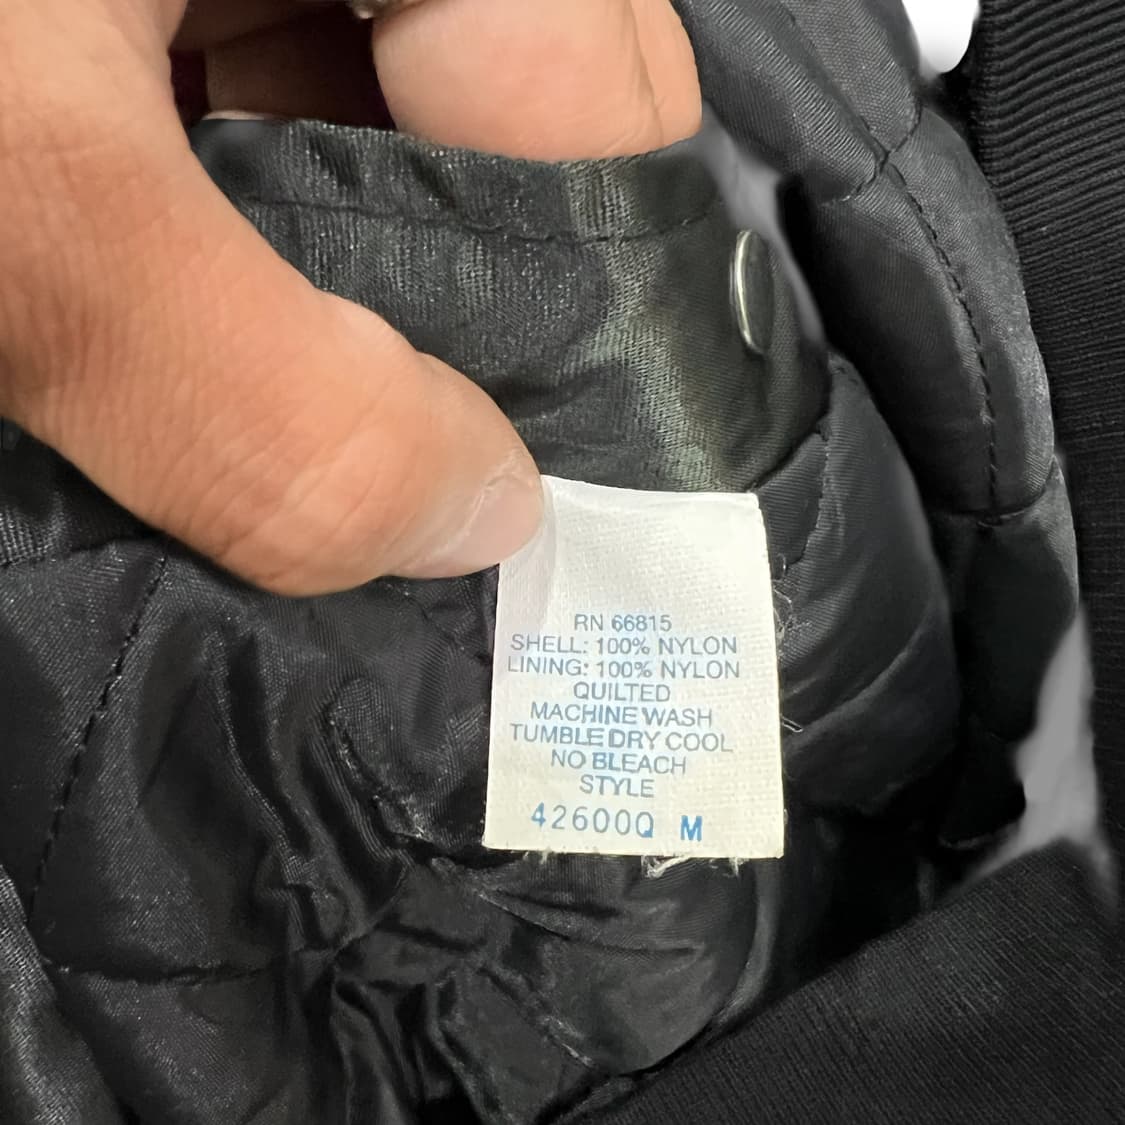 RN 66815
SHELL: 100% NYLON
LINING: 100% NYLON
QUILTED
MACHINE WASH
TUMBLE DRY COOL
NO BLEACH
STYLE
42600Q M